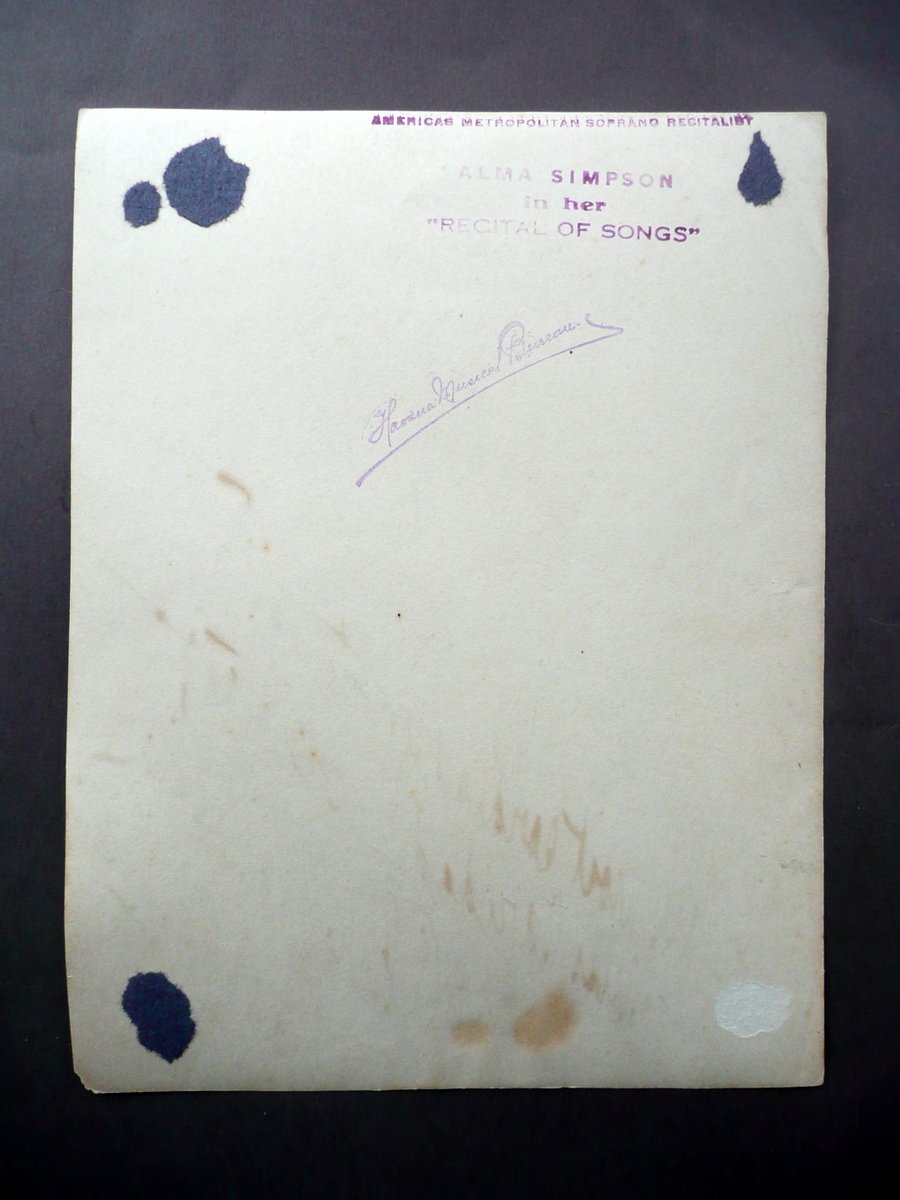 AMERICAS METROPOLITAN SOPRANO RECITALIST
ALMA SIMPSON
in her
"RECITAL OF SONGS"
Havana Musical Bureau